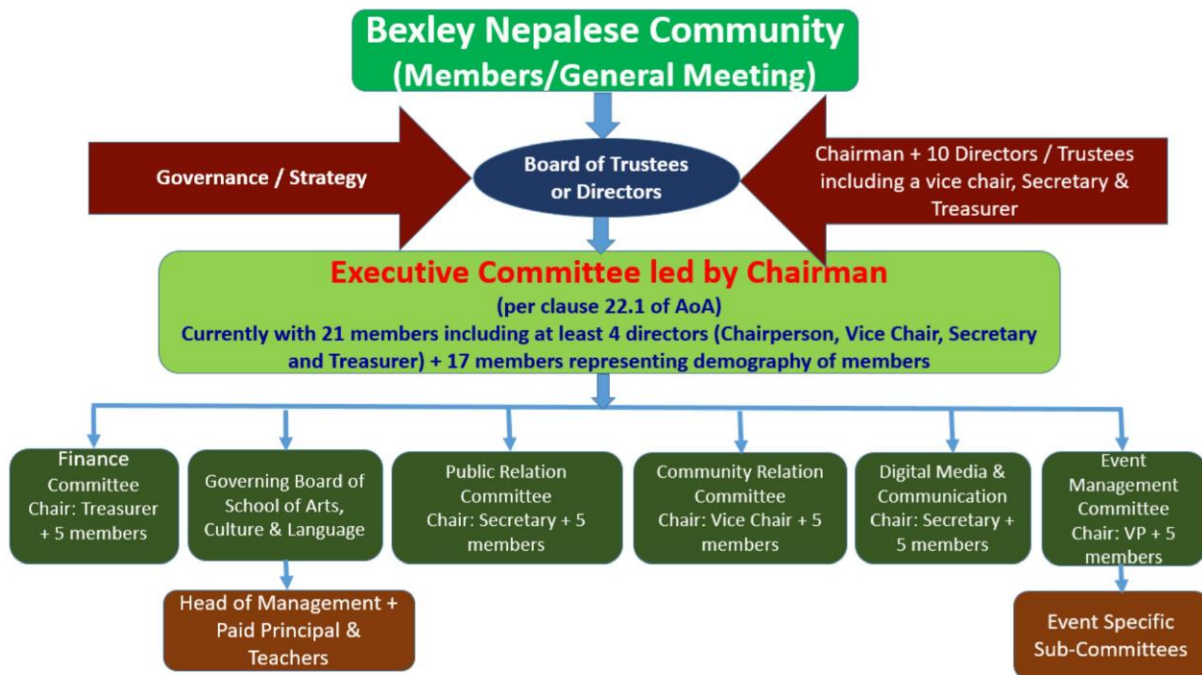 Bexley Nepalese Community
(Members/General Meeting)
Governance / Strategy
Board of Trustees
or Directors
Chairman + 10 Directors / Trustees
including a vice chair, Secretary &
Treasurer
Executive Committee led by Chairman
(per clause 22.1 of AoA)
Currently with 21 members including at least 4 directors (Chairperson, Vice Chair, Secretary
and Treasurer) + 17 members representing demography of members
Finance
Committee
Chair: Treasurer
+ 5 members
Governing Board of
School of Arts,
Culture & Language
Public Relation
Committee
Chair: Secretary + 5
members
Community Relation
Committee
Chair: Vice Chair + 5
members
Digital Media &
Communication
Chair: Secretary +
5 members
Event
Management
Committee
Chair: VP + 5
members
Head of Management +
Paid Principal &
Teachers
Event Specific
Sub-Committees